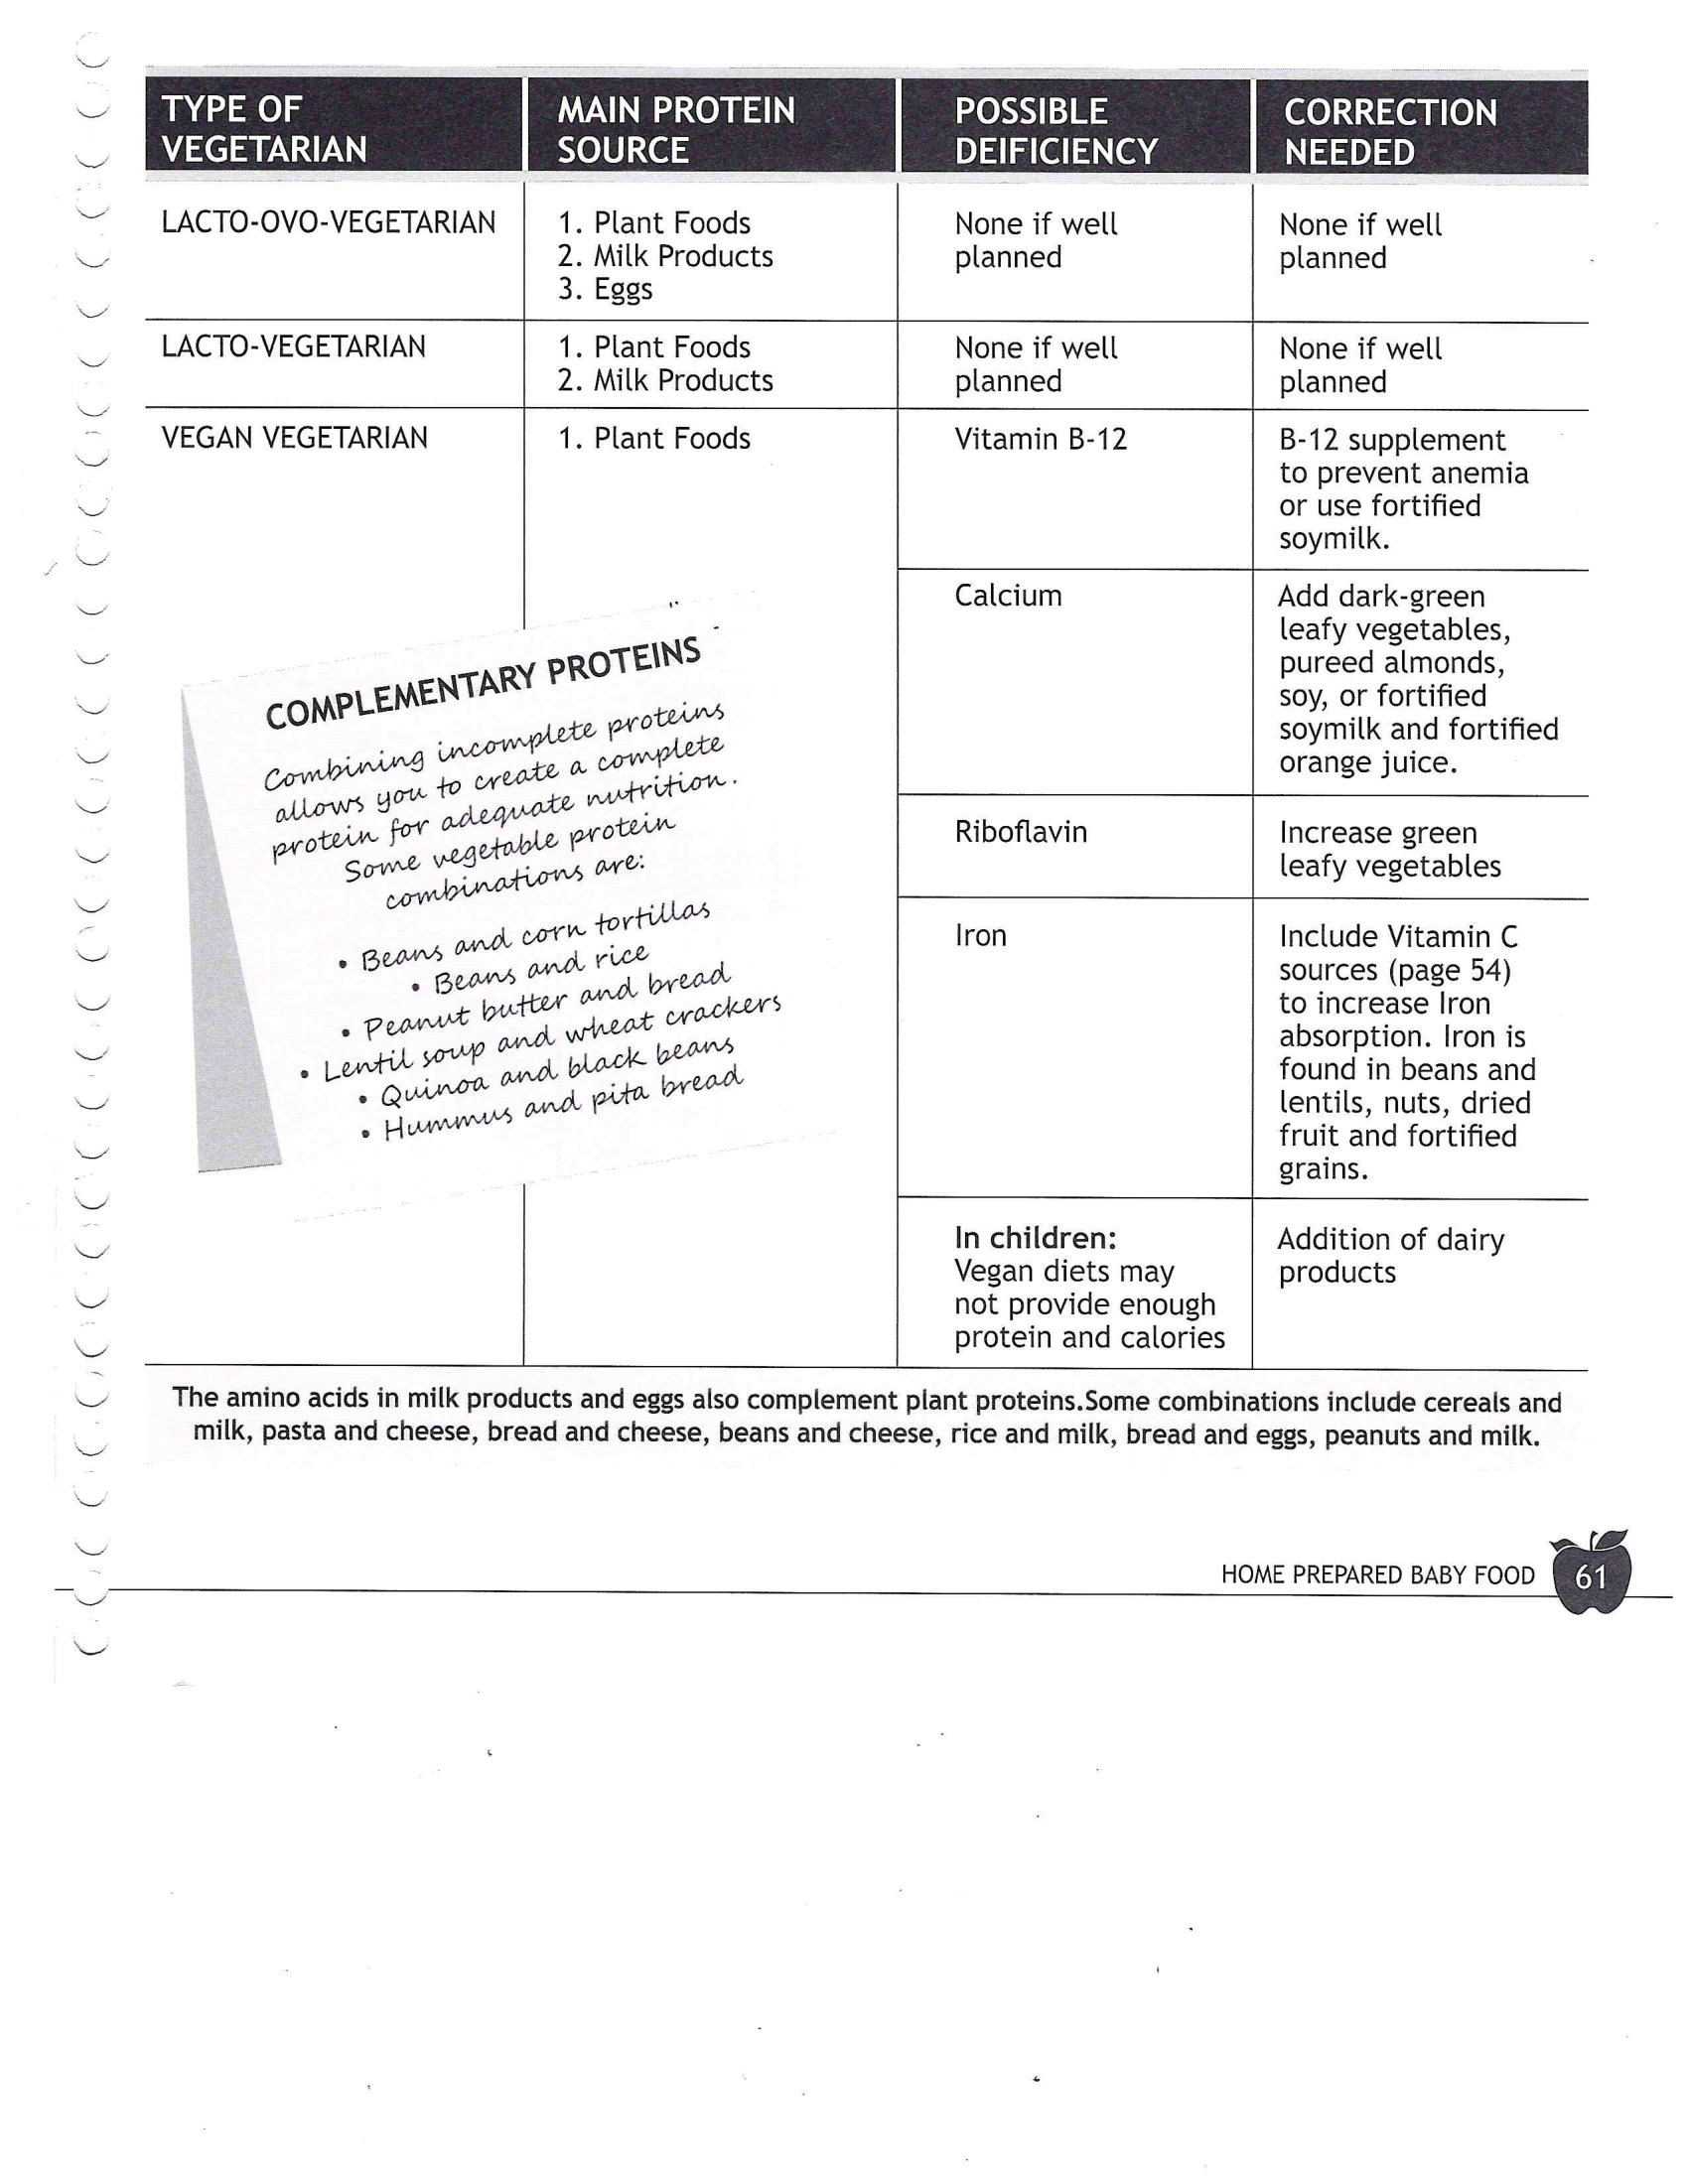 TYPE OF
VEGETARIAN
MAIN PROTEIN
SOURCE
POSSIBLE
DEIFICIENCY
CORRECTION
NEEDED
LACTO-OVO-VEGETARIAN
1. Plant Foods
2. Milk Products
3. Eggs
None if well
planned
None if well
planned
LACTO-VEGETARIAN
1. Plant Foods
2. Milk Products
None if well
planned
None if well
planned
VEGAN VEGETARIAN
1. Plant Foods
Vitamin B-12
B-12 supplement
to prevent anemia
or use fortified
soymilk.
Calcium
Add dark-green
leafy vegetables,
pureed almonds,
soy, or fortified
soymilk and fortified
orange juice.
Riboflavin
Increase green
leafy vegetables
Iron
Include Vitamin C
sources (page 54)
to increase Iron
absorption. Iron is
found in beans and
lentils, nuts, dried
fruit and fortified
grains.
In children:
Vegan diets may
not provide enough
protein and calories
Addition of dairy
products
COMPLEMENTARY PROTEINS
Combining incomplete proteins
allows you to create a complete
protein for adequate nutrition.
Some vegetable protein
combinations are:
• Beans and corn tortillas
• Beans and rice
• Peanut butter and bread
• Lentil soup and wheat crackers
• Quinoa and black beans
• Hummus and pita bread
The amino acids in milk products and eggs also complement plant proteins.Some combinations include cereals and
milk, pasta and cheese, bread and cheese, beans and cheese, rice and milk, bread and eggs, peanuts and milk.
HOME PREPARED BABY FOOD 61